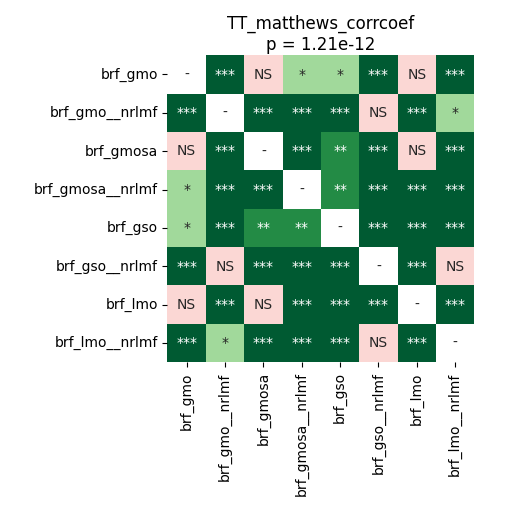 TT_matthews_corrcoef
p = 1.21e-12
brf_gmo - *** NS * * *** NS ***
brf_gmo__nrlmf *** - *** *** *** NS *** *
brf_gmosa NS *** - *** ** *** NS ***
brf_gmosa__nrlmf * *** *** - ** *** *** ***
brf_gso * *** ** ** - *** *** ***
brf_gso__nrlmf *** NS *** *** *** - *** NS
brf_lmo NS *** NS *** *** *** - ***
brf_lmo__nrlmf *** * *** *** *** NS *** -
brf_gmo
brf_gmo__nrlmf
brf_gmosa
brf_gmosa__nrlmf
brf_gso
brf_gso__nrlmf
brf_lmo
brf_lmo__nrlmf